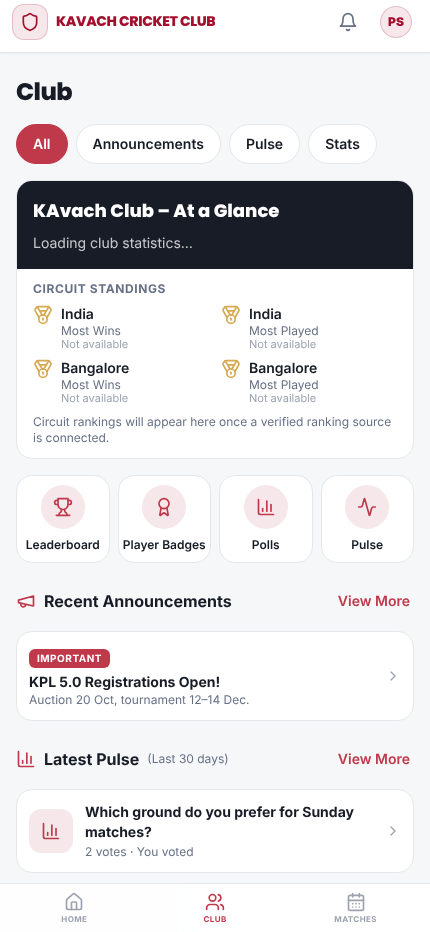 KAVACH CRICKET CLUB
PS
Club
All
Announcements
Pulse
Stats
KAvach Club – At a Glance
Loading club statistics...
CIRCUIT STANDINGS
India
Most Wins
Not available
India
Most Played
Not available
Bangalore
Most Wins
Not available
Bangalore
Most Played
Not available
Circuit rankings will appear here once a verified ranking source
is connected.
Leaderboard
Player Badges
Polls
Pulse
Recent Announcements
View More
IMPORTANT
KPL 5.0 Registrations Open!
Auction 20 Oct, tournament 12–14 Dec.
Latest Pulse (Last 30 days)
View More
Which ground do you prefer for Sunday
matches?
2 votes · You voted
HOME
CLUB
MATCHES